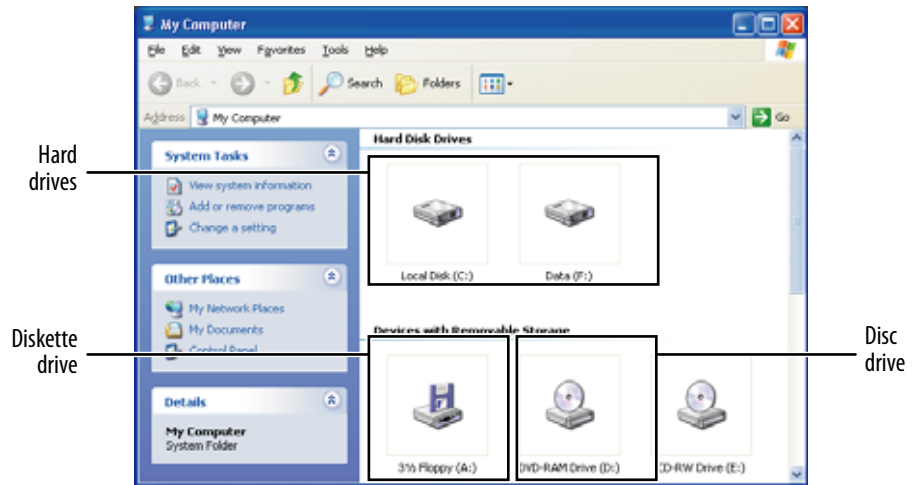 My Computer
File Edit View Favorites Tools Help
Back Search Folders
Address My Computer Go
Hard
drives
System Tasks
View system information
Add or remove programs
Change a setting
Other Places
My Network Places
My Documents
Control Panel
Details
My Computer
System Folder
Hard Disk Drives
Local Disk (C:)
Data (F:)
Devices with Removable Storage
Diskette
drive
3½ Floppy (A:)
DVD-RAM Drive (D:)
CD-RW Drive (E:)
Disc
drive